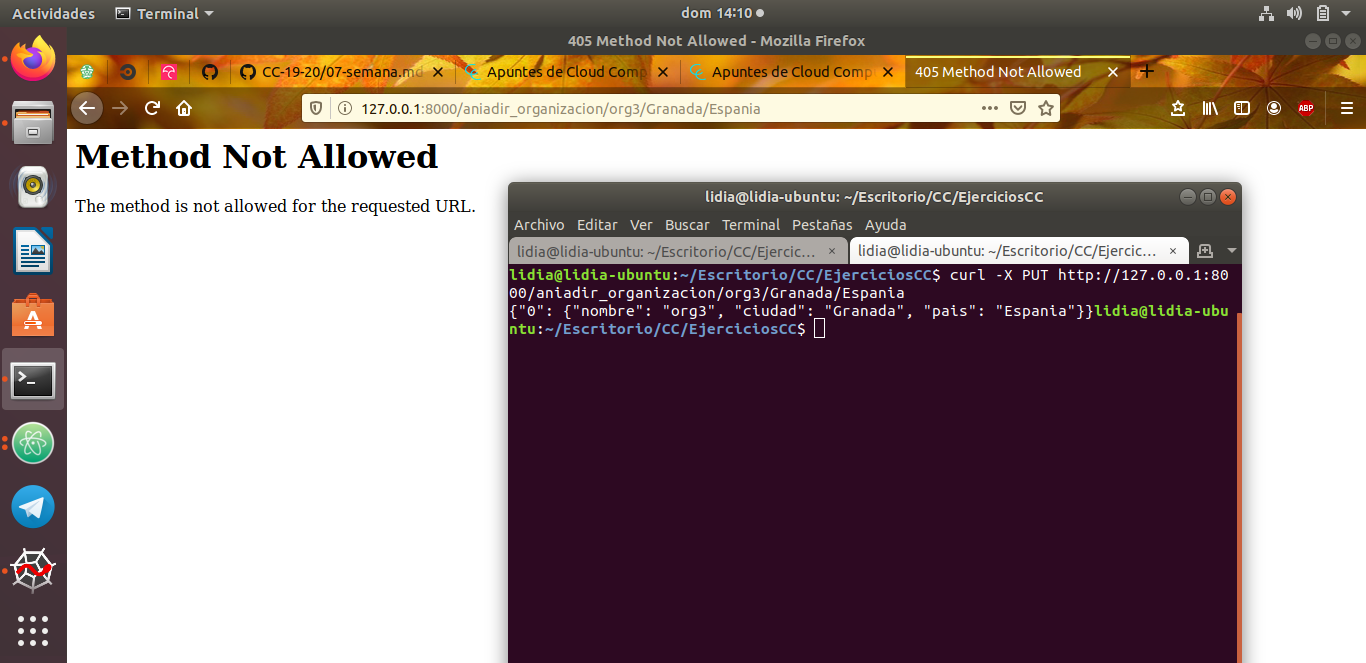 Actividades
Terminal
dom 14:10
405 Method Not Allowed - Mozilla Firefox
CC-19-20/07-semana.md
Apuntes de Cloud Comp
Apuntes de Cloud Comp
405 Method Not Allowed
127.0.0.1:8000/aniadir_organizacion/org3/Granada/Espania
ABP
Method Not Allowed
The method is not allowed for the requested URL.
lidia@lidia-ubuntu: ~/Escritorio/CC/EjerciciosCC
Archivo Editar Ver Buscar Terminal Pestañas Ayuda
lidia@lidia-ubuntu: ~/Escritorio/CC/Ejercic...
lidia@lidia-ubuntu: ~/Escritorio/CC/Ejercic...
lidia@lidia-ubuntu:~/Escritorio/CC/EjerciciosCC$ curl -X PUT http://127.0.0.1:80
00/aniadir_organizacion/org3/Granada/Espania
{"0": {"nombre": "org3", "ciudad": "Granada", "pais": "Espania"}}lidia@lidia-ubu
ntu:~/Escritorio/CC/EjerciciosCC$